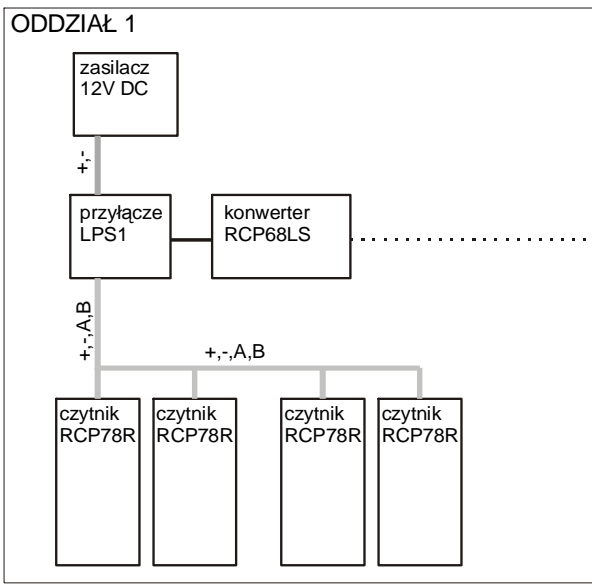 ODDZIAŁ 1
zasilacz
12V DC
+,-
przyłącze
LPS1
konwerter
RCP68LS
+,-,A,B
+,-,A,B
czytnik
RCP78R
czytnik
RCP78R
czytnik
RCP78R
czytnik
RCP78R